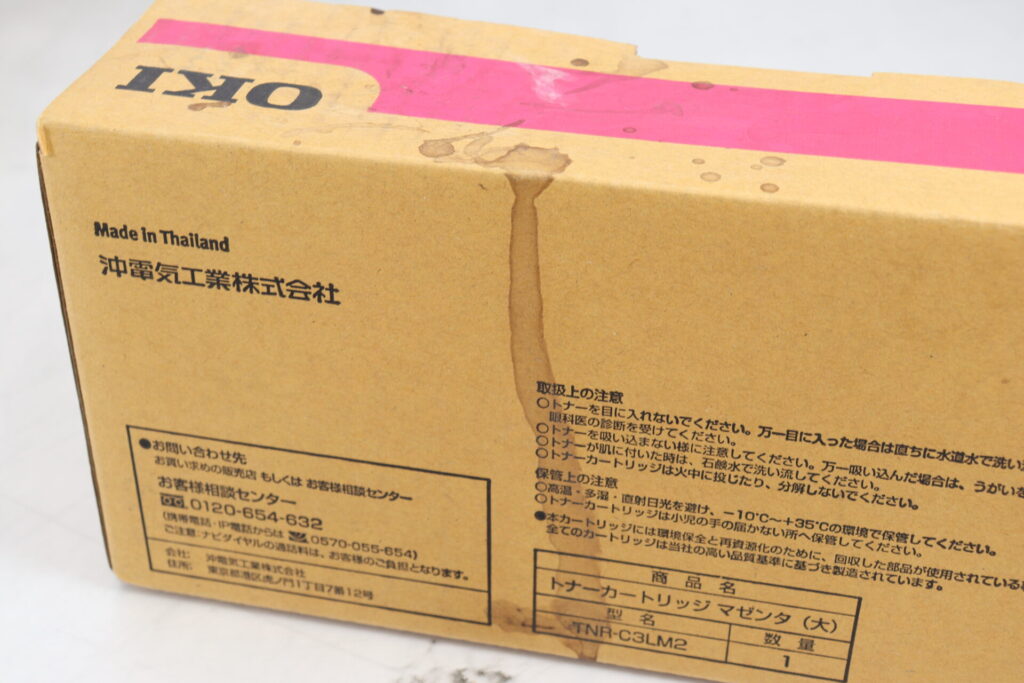 OKI
Made in Thailand
沖電気工業株式会社
●お問い合わせ先
お買い求めの販売店 もしくは お客様相談センター
お客様相談センター
0120-654-632
(携帯電話・IP電話からは 0570-055-654)
ご注意:ナビダイヤルの通話料は、お客様のご負担となります。
会社: 沖電気工業株式会社
住所: 東京都港区虎ノ門1丁目7番12号
取扱上の注意
○トナーを目に入れないでください。万一目に入った場合は直ちに水道水で洗い
眼科医の診断を受けてください。
○トナーを吸い込まない様に注意してください。万一吸い込んだ場合は、うがいを
○トナーが肌に付いた時は、石鹸水で洗い流してください。
○トナーカートリッジは火中に投じたり、分解しないでください。
保管上の注意
○高温・多湿・直射日光を避け、−10℃〜+35℃の環境で保管してください。
○トナーカートリッジは小児の手の届かない所へ保管してください。
●本カートリッジには環境保全と再資源化のために、回収した部品が使用されている
全てのカートリッジは当社の高い品質基準に基づき製造されています。
商品名
トナーカートリッジ マゼンタ(大)
型名 数量
TNR-C3LM2 1